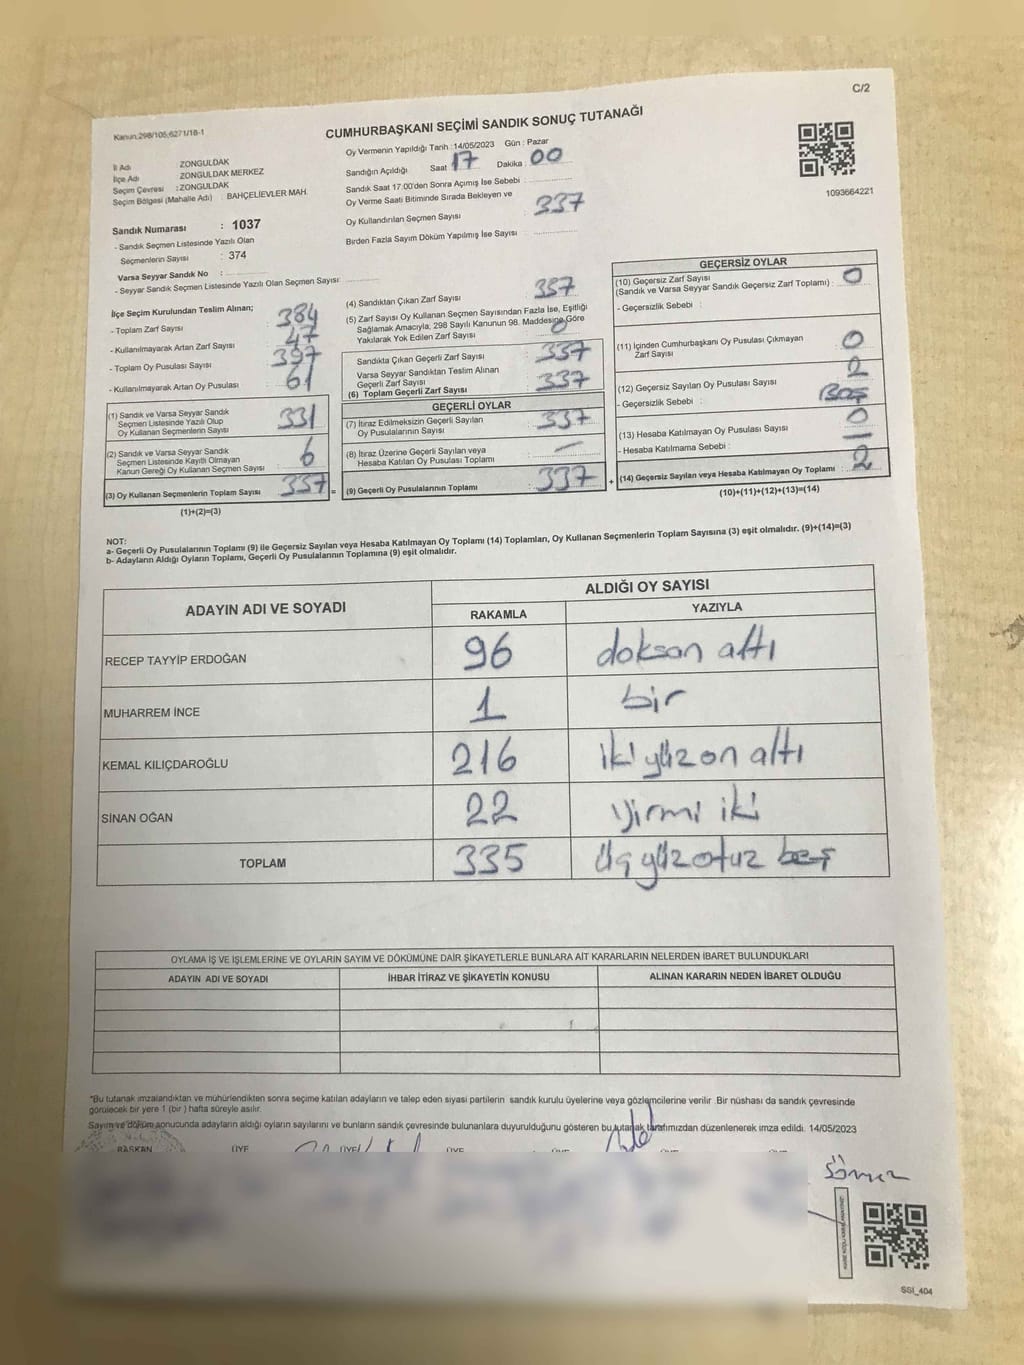 C/2
Kanun:298/105;6271/18-1
CUMHURBAŞKANI SEÇİMİ SANDIK SONUÇ TUTANAĞI
İl Adı : ZONGULDAK
İlçe Adı : ZONGULDAK MERKEZ
Seçim Çevresi : ZONGULDAK
Seçim Bölgesi (Mahalle Adı) : BAHÇELİEVLER MAH.
Sandık Numarası : 1037
- Sandık Seçmen Listesinde Yazılı Olan
Seçmenlerin Sayısı : 374
Varsa Seyyar Sandık No :
- Seyyar Sandık Seçmen Listesinde Yazılı Olan Seçmen Sayısı :
Oy Vermenin Yapıldığı Tarih : 14/05/2023 Gün : Pazar
Sandığın Açıldığı Saat 17 Dakika : 00
Sandık Saat 17:00'den Sonra Açımış Ise Sebebi :
Oy Verme Saati Bitiminde Sırada Bekleyen ve
Oy Kullandırılan Seçmen Sayısı : 337
Birden Fazla Sayım Döküm Yapılmış İse Sayısı :
1093664221
İlçe Seçim Kurulundan Teslim Alınan;
- Toplam Zarf Sayısı : 384
- Kullanılmayarak Artan Zarf Sayısı : 47
- Toplam Oy Pusulası Sayısı : 397
- Kullanılmayarak Artan Oy Pusulası : 61
(1) Sandık ve Varsa Seyyar Sandık
Seçmen Listesinde Yazılı Olup
Oy Kullanan Seçmenlerin Sayısı : 331
(2) Sandık ve Varsa Seyyar Sandık
Seçmen Listesinde Kayıtlı Olmayan
Kanun Gereği Oy Kullanan Seçmen Sayısı : 6
(3) Oy Kullanan Seçmenlerin Toplam Sayısı : 337 =
(1)+(2)=(3)
(4) Sandıktan Çıkan Zarf Sayısı : 337
(5) Zarf Sayısı Oy Kullanan Seçmen Sayısından Fazla İse, Eşitliği
Sağlamak Amacıyla; 298 Sayılı Kanunun 98. Maddesine Göre
Yakılarak Yok Edilen Zarf Sayısı : 0
Sandıkta Çıkan Geçerli Zarf Sayısı : 337
Varsa Seyyar Sandıktan Teslim Alınan
Geçerli Zarf Sayısı
(6) Toplam Geçerli Zarf Sayısı : 337
GEÇERLİ OYLAR
(7) İtiraz Edilmeksizin Geçerli Sayılan
Oy Pusulalarının Sayısı : 337
(8) İtiraz Üzerine Geçerli Sayılan veya
Hesaba Katılan Oy Pusulası Toplamı : —
(9) Geçerli Oy Pusulalarının Toplamı : 337 +
GEÇERSİZ OYLAR
(10) Geçersiz Zarf Sayısı
(Sandık ve Varsa Seyyar Sandık Geçersiz Zarf Toplamı) : 0
- Geçersizlik Sebebi :
(11) İçinden Cumhurbaşkanı Oy Pusulası Çıkmayan
Zarf Sayısı : 0
(12) Geçersiz Sayılan Oy Pusulası Sayısı : 2
- Geçersizlik Sebebi : BOŞ
(13) Hesaba Katılmayan Oy Pusulası Sayısı : 0
- Hesaba Katılmama Sebebi : —
(14) Geçersiz Sayılan veya Hesaba Katılmayan Oy Toplamı : 2
(10)+(11)+(12)+(13)=(14)
NOT:
a- Geçerli Oy Pusulalarının Toplamı (9) ile Geçersiz Sayılan veya Hesaba Katılmayan Oy Toplamı (14) Toplamları, Oy Kullanan Seçmenlerin Toplam Sayısına (3) eşit olmalıdır. (9)+(14)=(3)
b- Adayların Aldığı Oyların Toplamı, Geçerli Oy Pusulalarının Toplamına (9) eşit olmalıdır.
ADAYIN ADI VE SOYADI ALDIĞI OY SAYISI
RAKAMLA YAZIYLA
RECEP TAYYİP ERDOĞAN 96 doksan altı
MUHARREM İNCE 1 bir
KEMAL KILIÇDAROĞLU 216 iki yüz on altı
SİNAN OĞAN 22 yirmi iki
TOPLAM 335 üç yüz otuz beş
OYLAMA İŞ VE İŞLEMLERİNE VE OYLARIN SAYIM VE DÖKÜMÜNE DAİR ŞİKAYETLERLE BUNLARA AİT KARARLARIN NELERDEN İBARET BULUNDUKLARI
ADAYIN ADI VE SOYADI İHBAR İTİRAZ VE ŞİKAYETİN KONUSU ALINAN KARARIN NEDEN İBARET OLDUĞU
*Bu tutanak imzalandıktan ve mühürlendikten sonra seçime katılan adayların ve talep eden siyasi partilerin sandık kurulu üyelerine veya gözlemcilerine verilir. Bir nüshası da sandık çevresinde
görülecek bir yere 1 (bir) hafta süreyle asılır.
Sayım ve döküm sonucunda adayların aldığı oyların sayılarını ve bunların sandık çevresinde bulunanlara duyurulduğunu gösteren bu tutanak tarafımızdan düzenlenerek imza edildi. 14/05/2023
BAŞKAN ÜYE ÜYE ÜYE
SSI_404